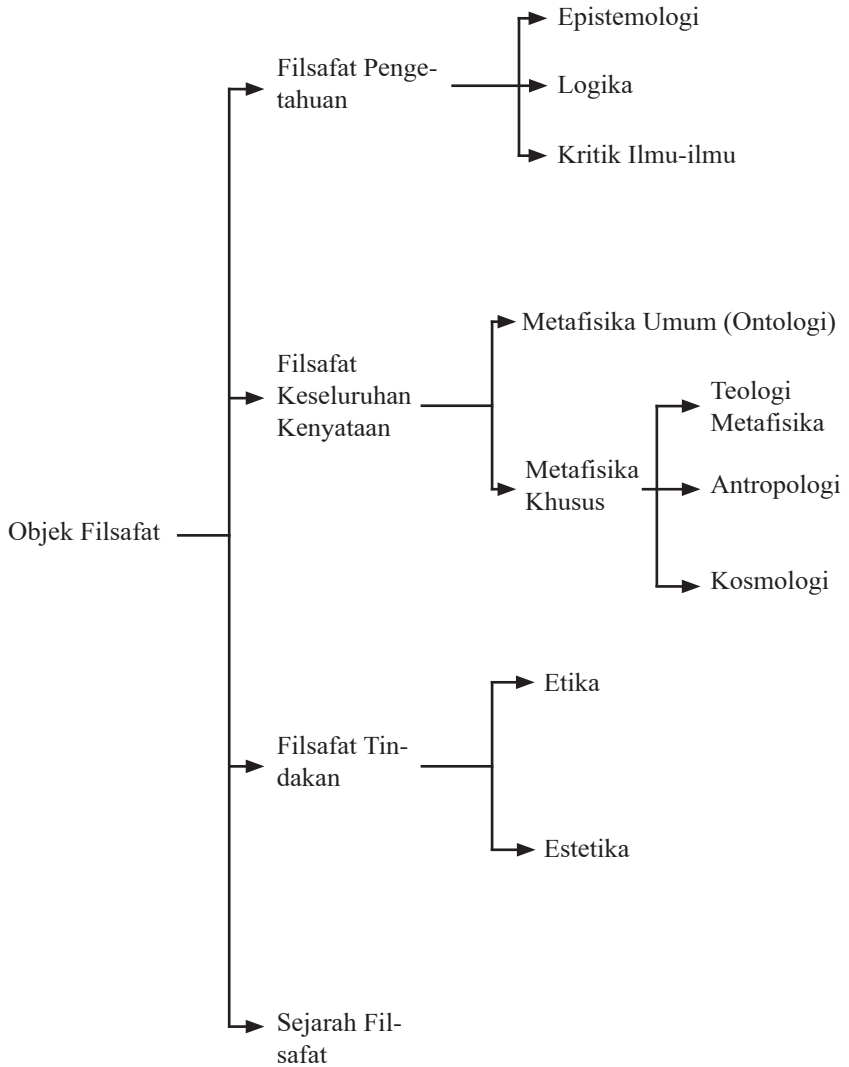 Epistemologi
Filsafat Penge-
tahuan
Logika
Kritik Ilmu-ilmu
Metafisika Umum (Ontologi)
Filsafat
Keseluruhan
Kenyataan
Teologi
Metafisika
Metafisika
Khusus
Antropologi
Kosmologi
Objek Filsafat
Etika
Filsafat Tin-
dakan
Estetika
Sejarah Fil-
safat